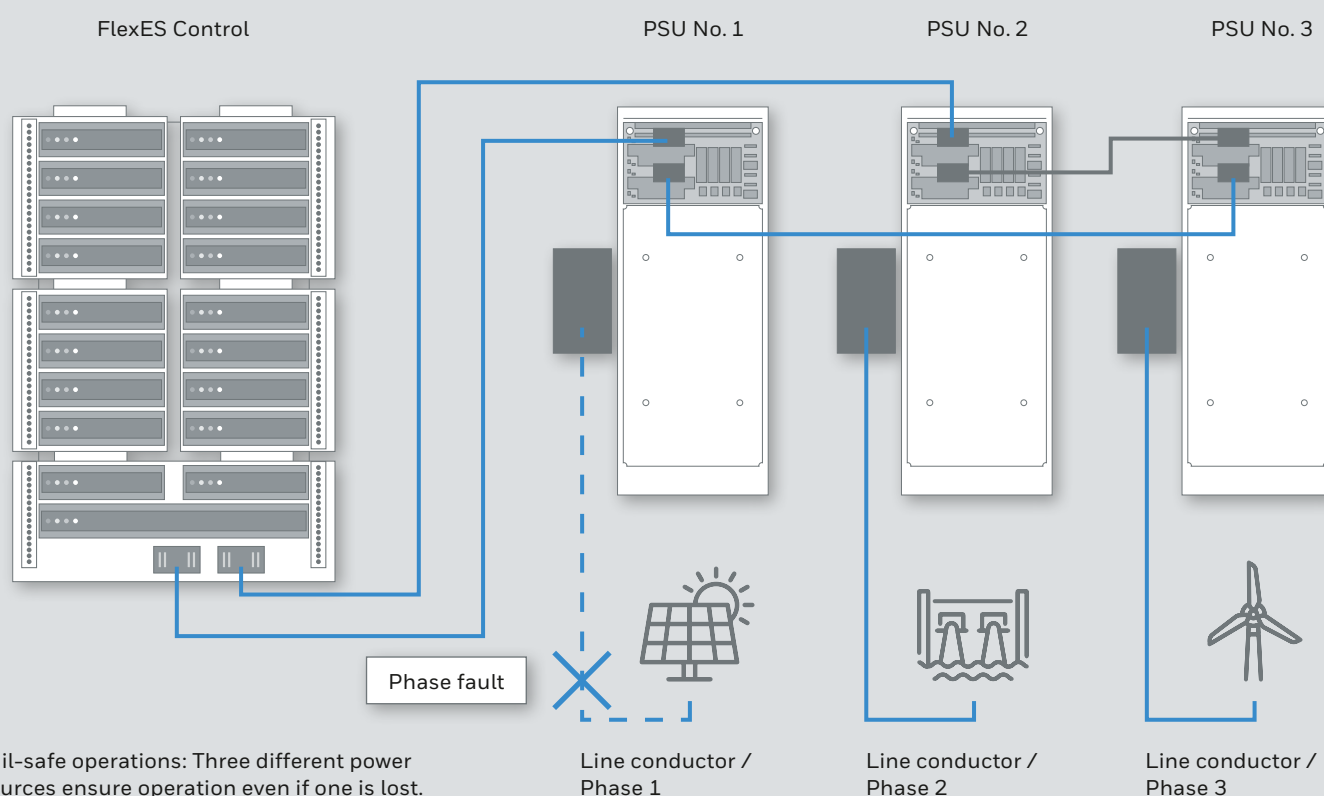 FlexES Control
PSU No. 1
PSU No. 2
PSU No. 3
Phase fault
il-safe operations: Three different power
urces ensure operation even if one is lost.
Line conductor /
Phase 1
Line conductor /
Phase 2
Line conductor /
Phase 3